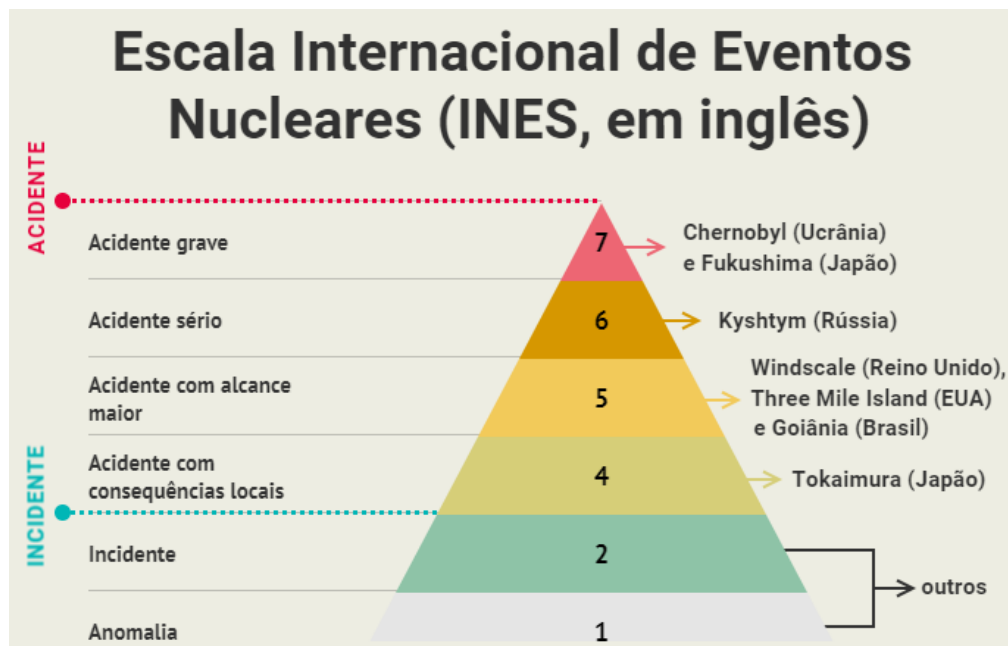 Escala Internacional de Eventos
Nucleares (INES, em inglês)
ACIDENTE
Acidente grave
7
Chernobyl (Ucrânia)
e Fukushima (Japão)
Acidente sério
6
Kyshtym (Rússia)
Acidente com alcance
maior
5
Windscale (Reino Unido),
Three Mile Island (EUA)
e Goiânia (Brasil)
Acidente com
consequências locais
4
Tokaimura (Japão)
INCIDENTE
Incidente
2
outros
Anomalia
1